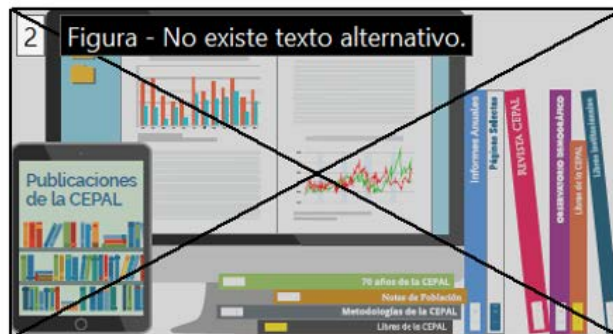 2
Figura - No existe texto alternativo.
Publicaciones
de la CEPAL
70 años de la CEPAL
Notas de Población
Metodologías de la CEPAL
Libros de la CEPAL
Informes Anuales
Páginas Selectas
REVISTA CEPAL
OBSERVATORIO DEMOGRÁFICO
Libros de la CEPAL
Libros Institucionales